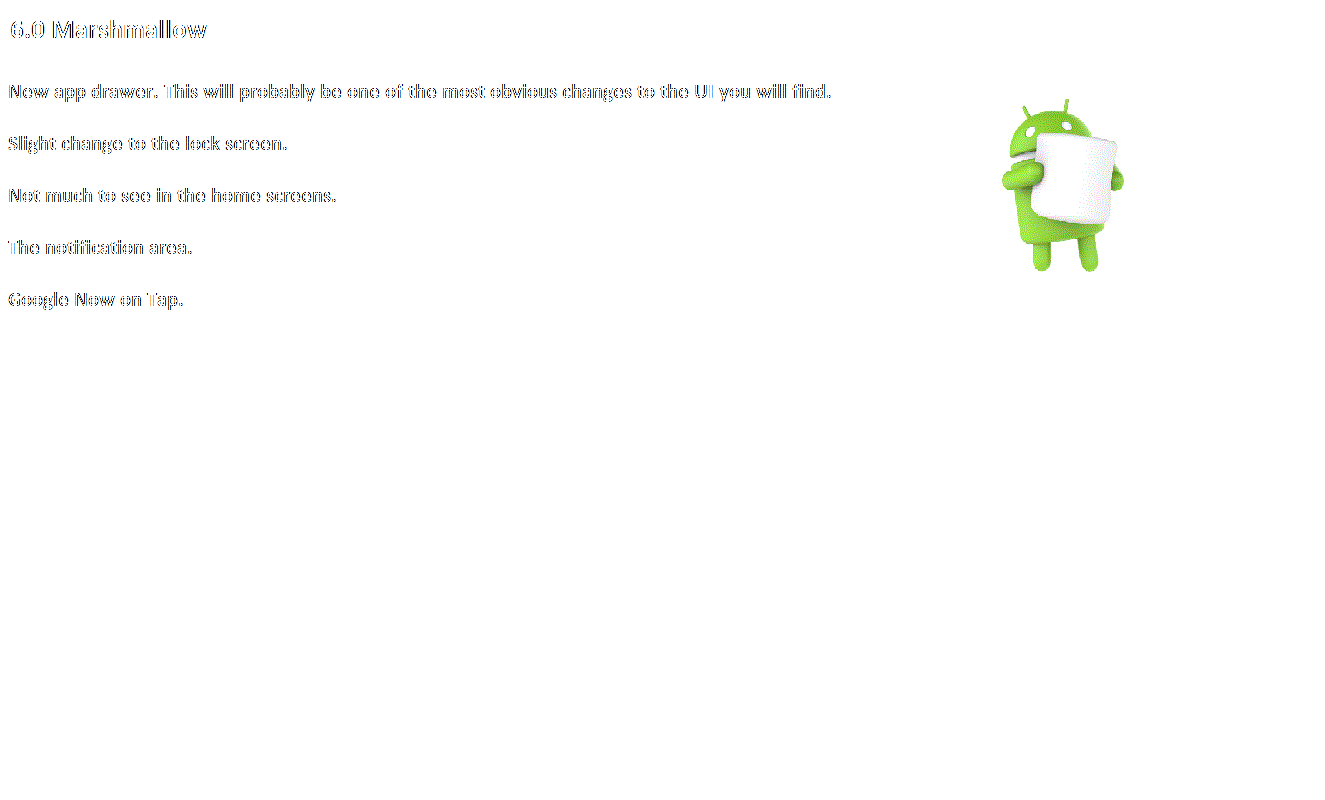 6.0 Marshmallow
New app drawer. This will probably be one of the most obvious changes to the UI you will find.
Slight change to the lock screen.
Not much to see in the home screens.
The notification area.
Google Now on Tap.